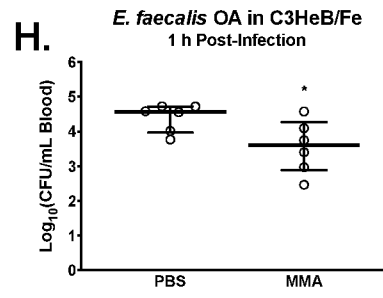 H.
E. faecalis OA in C3HeB/Fe
1 h Post-Infection
Log10(CFU/mL Blood)
6
5
4
3
2
1
0
*
PBS
MMA